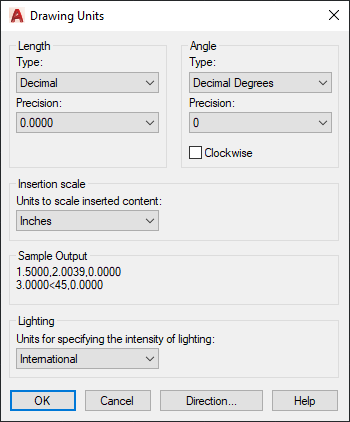 Drawing Units
Length
Type:
Decimal
Precision:
0.0000
Angle
Type:
Decimal Degrees
Precision:
0
Clockwise
Insertion scale
Units to scale inserted content:
Inches
Sample Output
1.5000,2.0039,0.0000
3.0000<45,0.0000
Lighting
Units for specifying the intensity of lighting:
International
OK Cancel Direction... Help